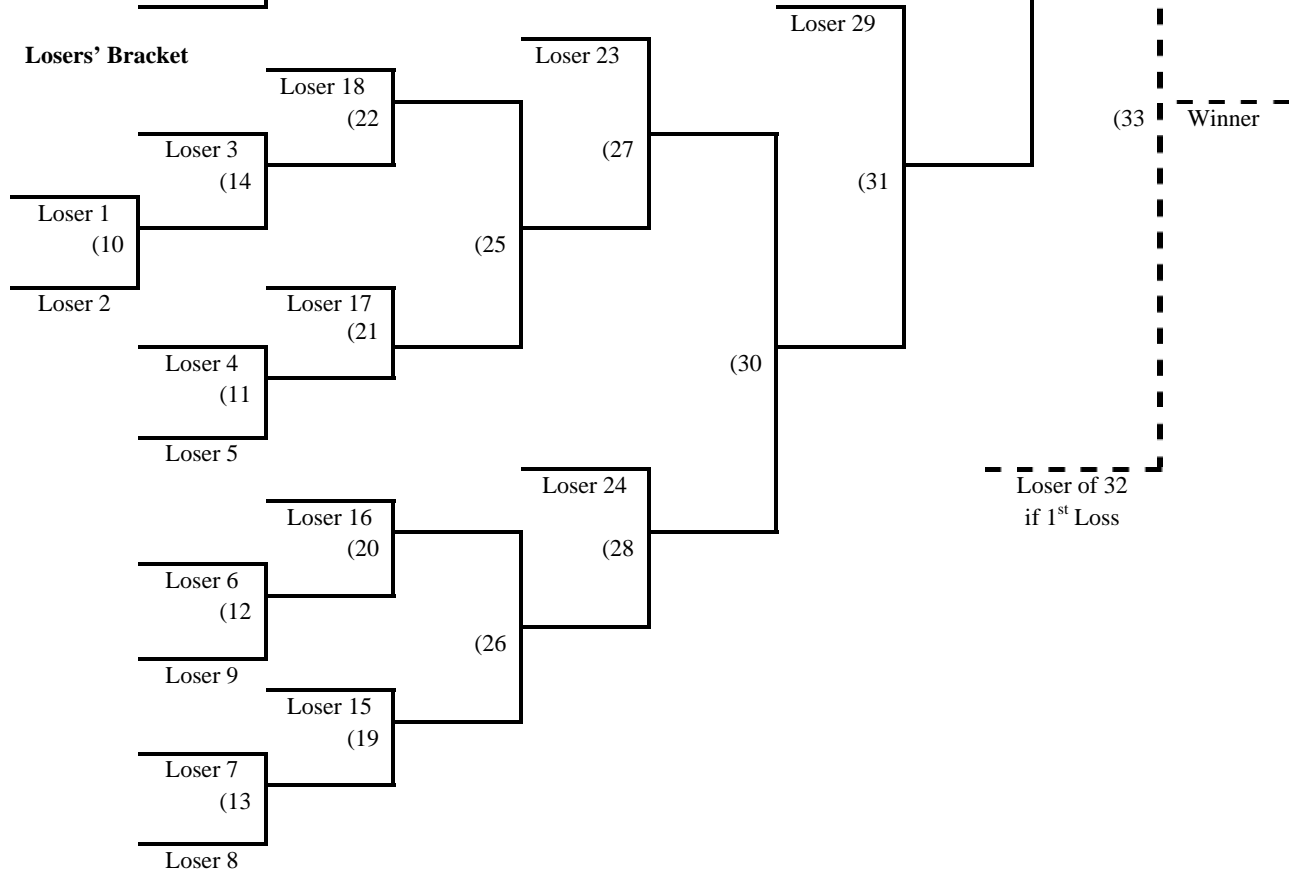 Loser 29
Losers’ Bracket
Loser 23
Loser 18
(22
(33
Winner
Loser 3
(27
(14
(31
Loser 1
(10
(25
Loser 2
Loser 17
(21
Loser 4
(30
(11
Loser 5
Loser 24
Loser of 32
if 1st Loss
Loser 16
(20
(28
Loser 6
(12
(26
Loser 9
Loser 15
(19
Loser 7
(13
Loser 8